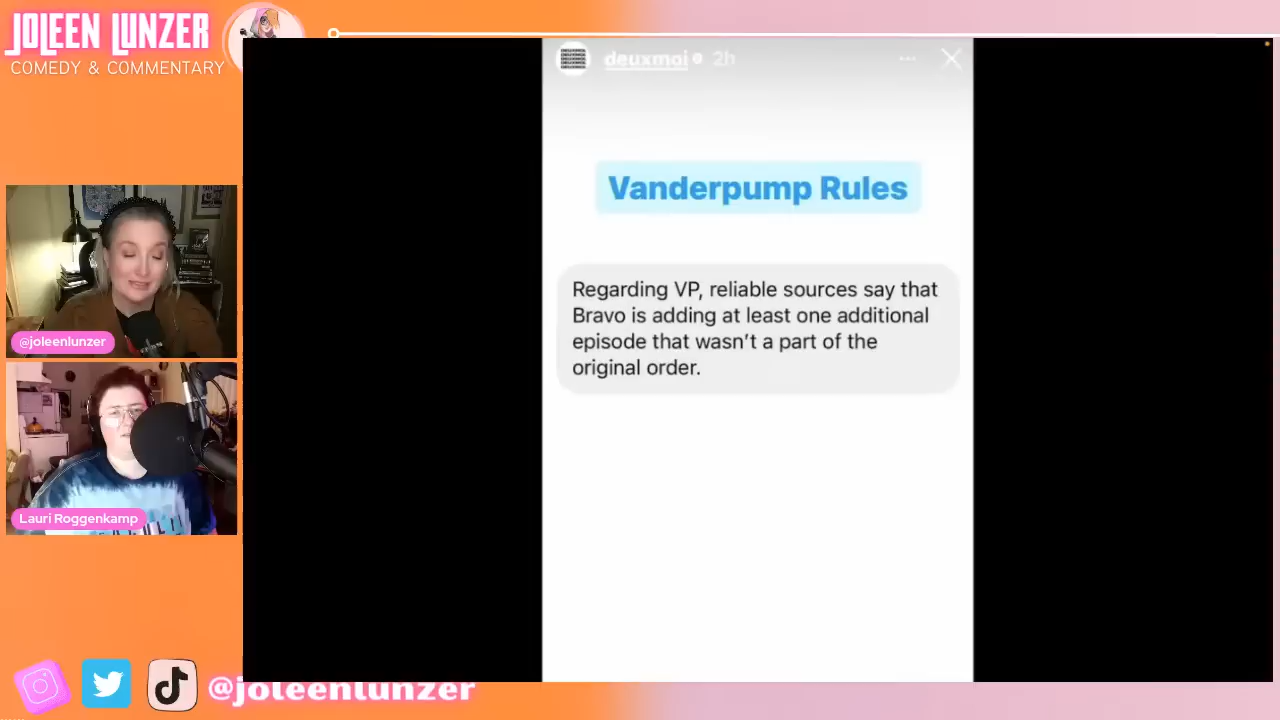 JOLEEN LUNZER
COMEDY & COMMENTARY
deuxmoi 2h
Vanderpump Rules
Regarding VP, reliable sources say that
Bravo is adding at least one additional
episode that wasn't a part of the
original order.
@joleenlunzer
Lauri Roggenkamp
@joleenlunzer